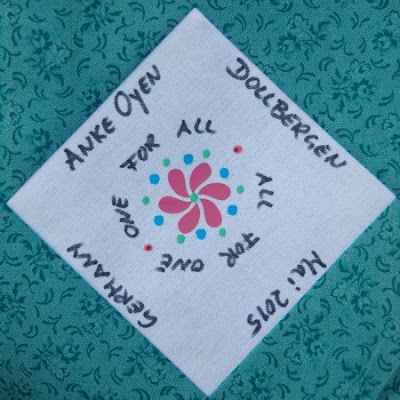 ANKE OYEN
DOLLBERGEN
ONE FOR ALL
ALL FOR ONE
GERMANY
Mai 2015